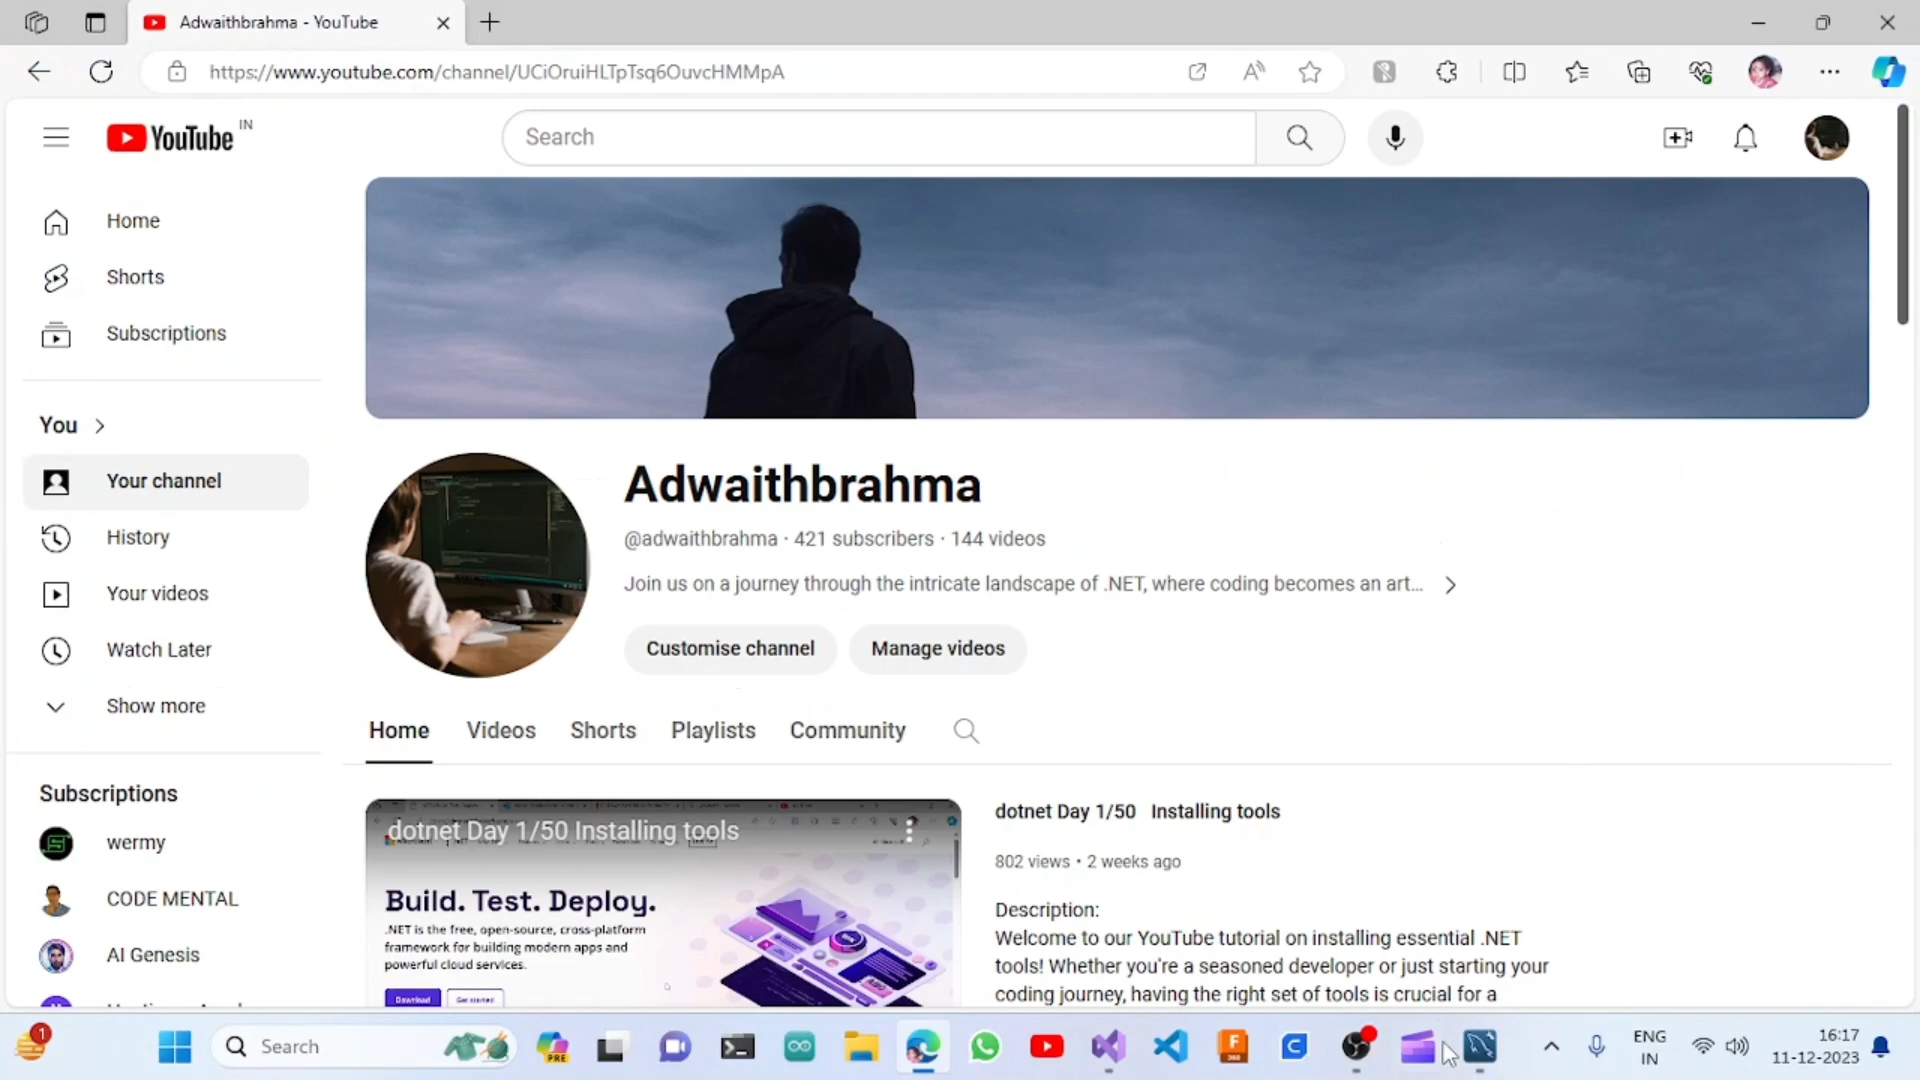 Adwaithbrahma - YouTube
https://www.youtube.com/channel/UCiOruiHLTpTsq6OuvcHMMpA
YouTube IN
Search
Home
Shorts
Subscriptions
You
Your channel
History
Your videos
Watch Later
Show more
Subscriptions
wermy
CODE MENTAL
AI Genesis
Adwaithbrahma
@adwaithbrahma · 421 subscribers · 144 videos
Join us on a journey through the intricate landscape of .NET, where coding becomes an art...
Customise channel
Manage videos
Home Videos Shorts Playlists Community
dotnet Day 1/50 Installing tools
Build. Test. Deploy.
.NET is the free, open-source, cross-platform
framework for building modern apps and
powerful cloud services.
Download Get started
dotnet Day 1/50 Installing tools
802 views • 2 weeks ago
Description:
Welcome to our YouTube tutorial on installing essential .NET
tools! Whether you're a seasoned developer or just starting your
coding journey, having the right set of tools is crucial for a
1
Search
PRE
ENG
IN
16:17
11-12-2023